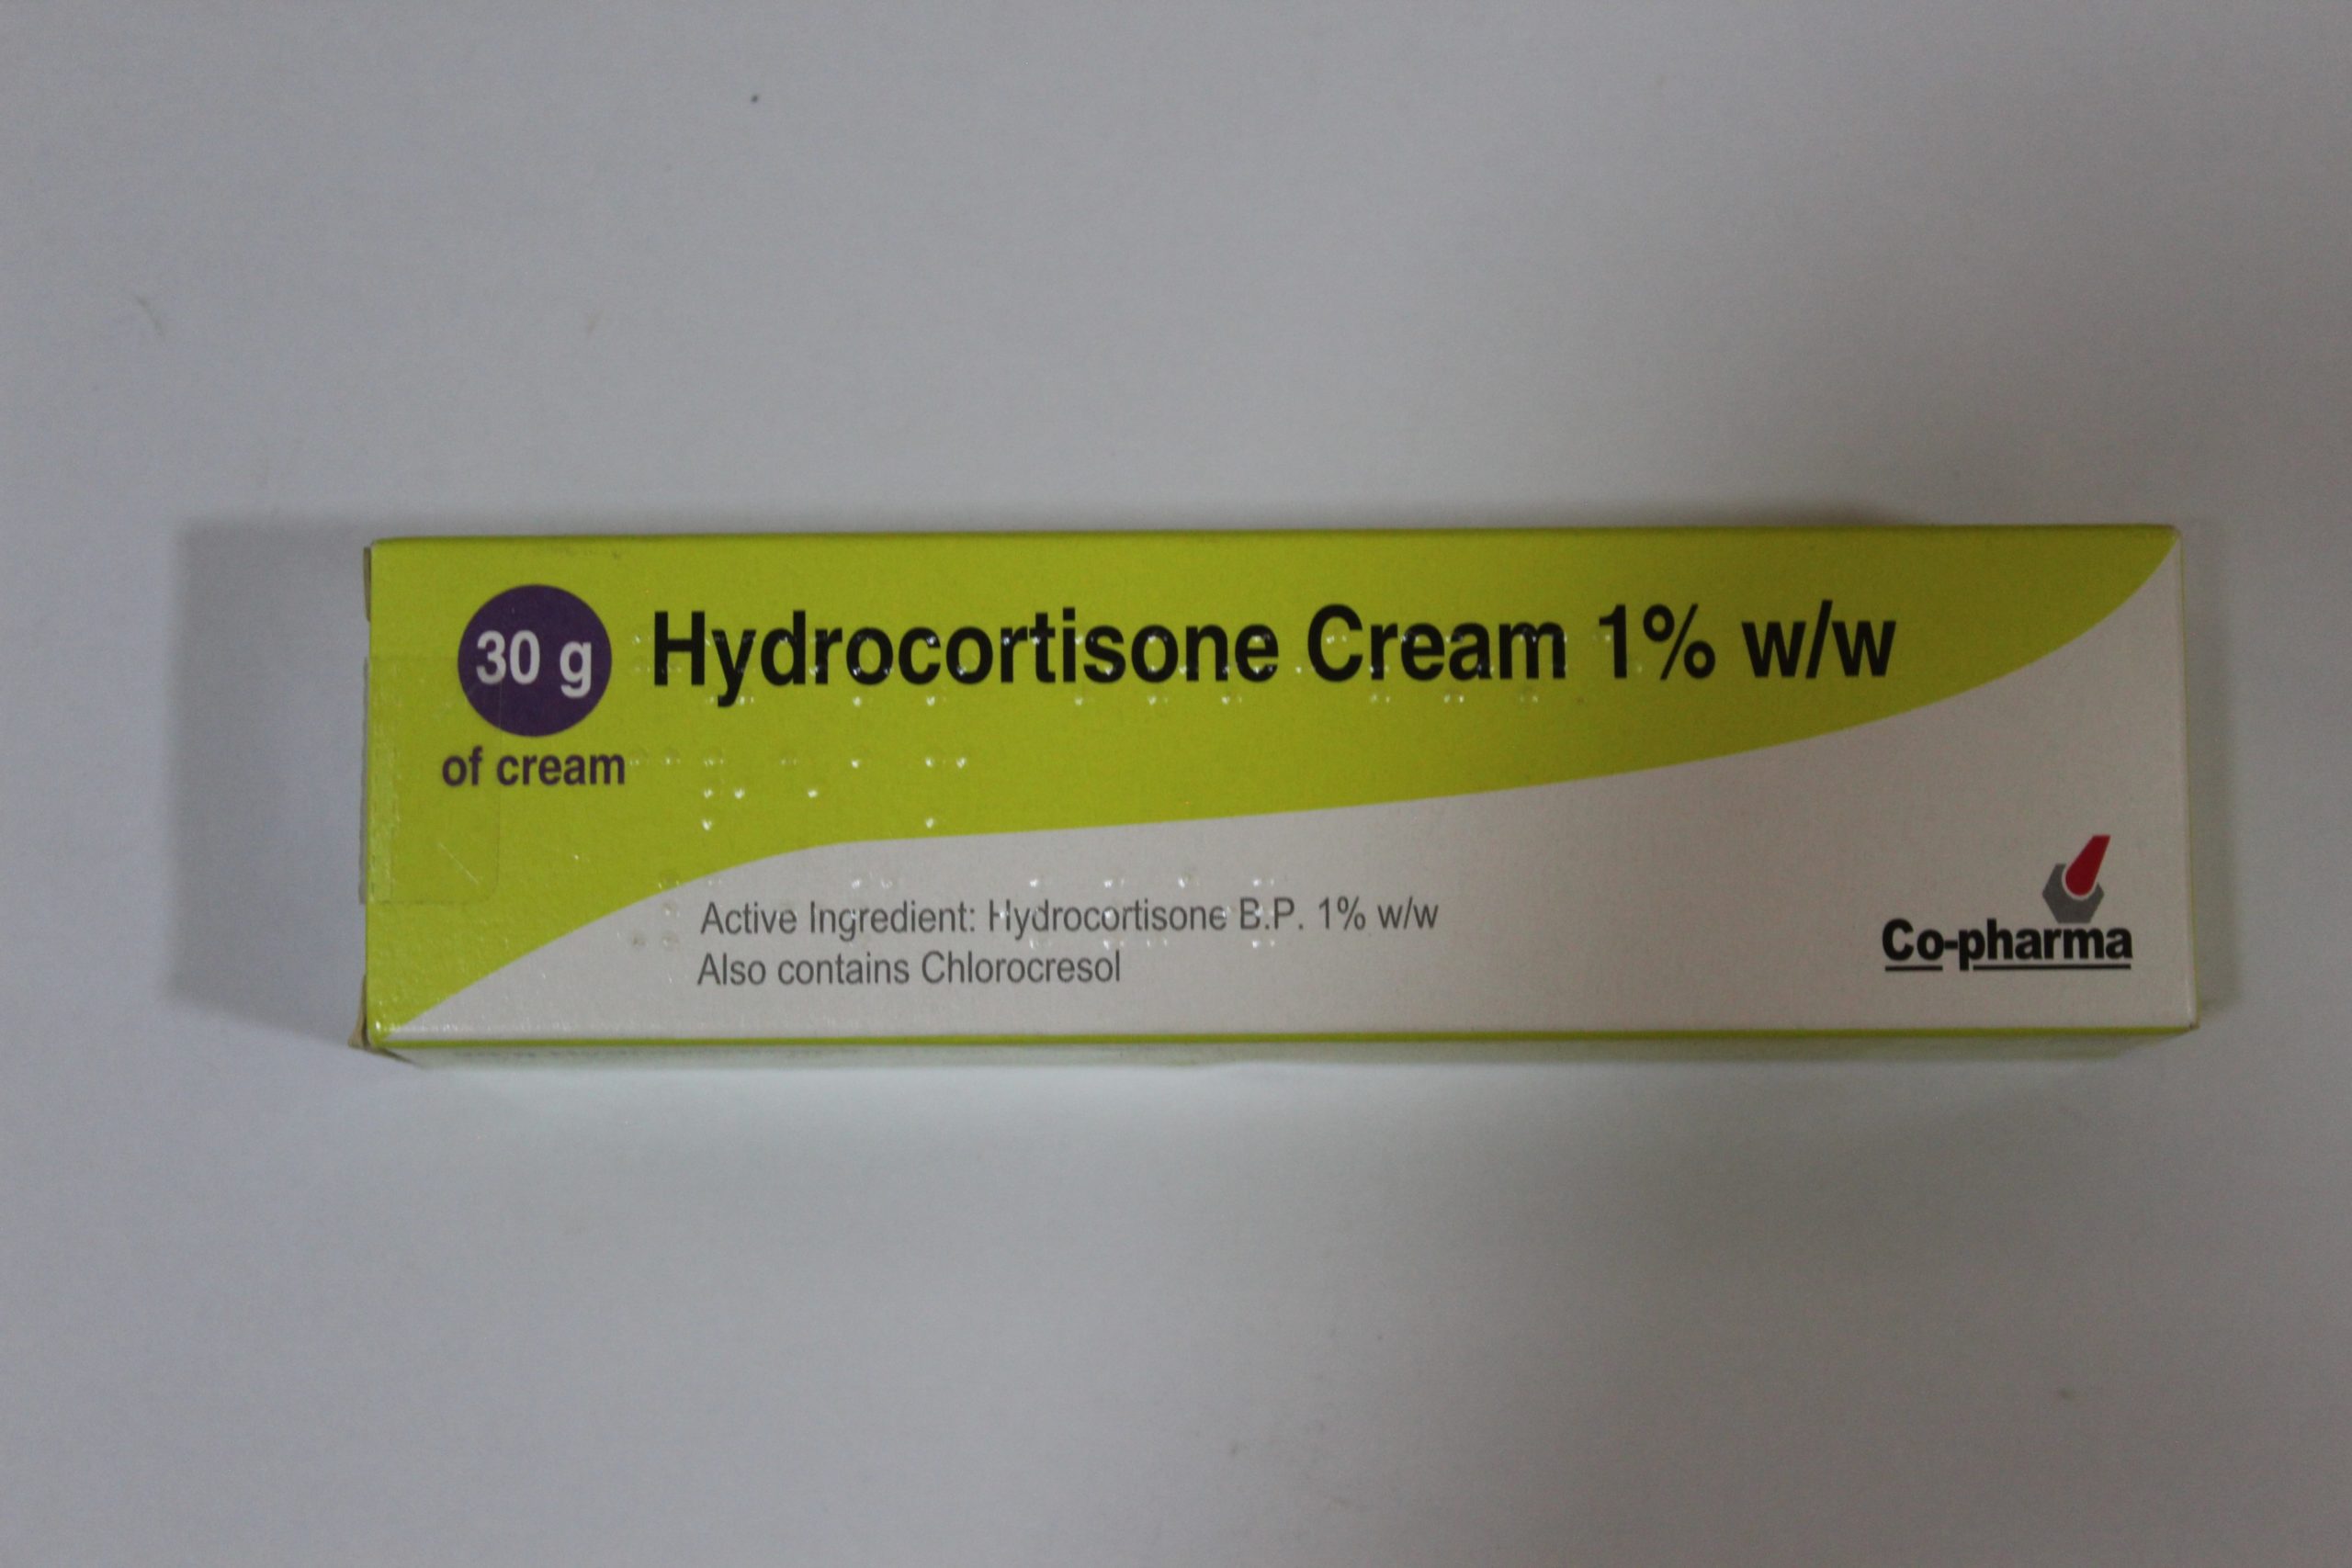 30 g
of cream
Hydrocortisone Cream 1% w/w
Active Ingredient: Hydrocortisone B.P. 1% w/w
Also contains Chlorocresol
Co-pharma